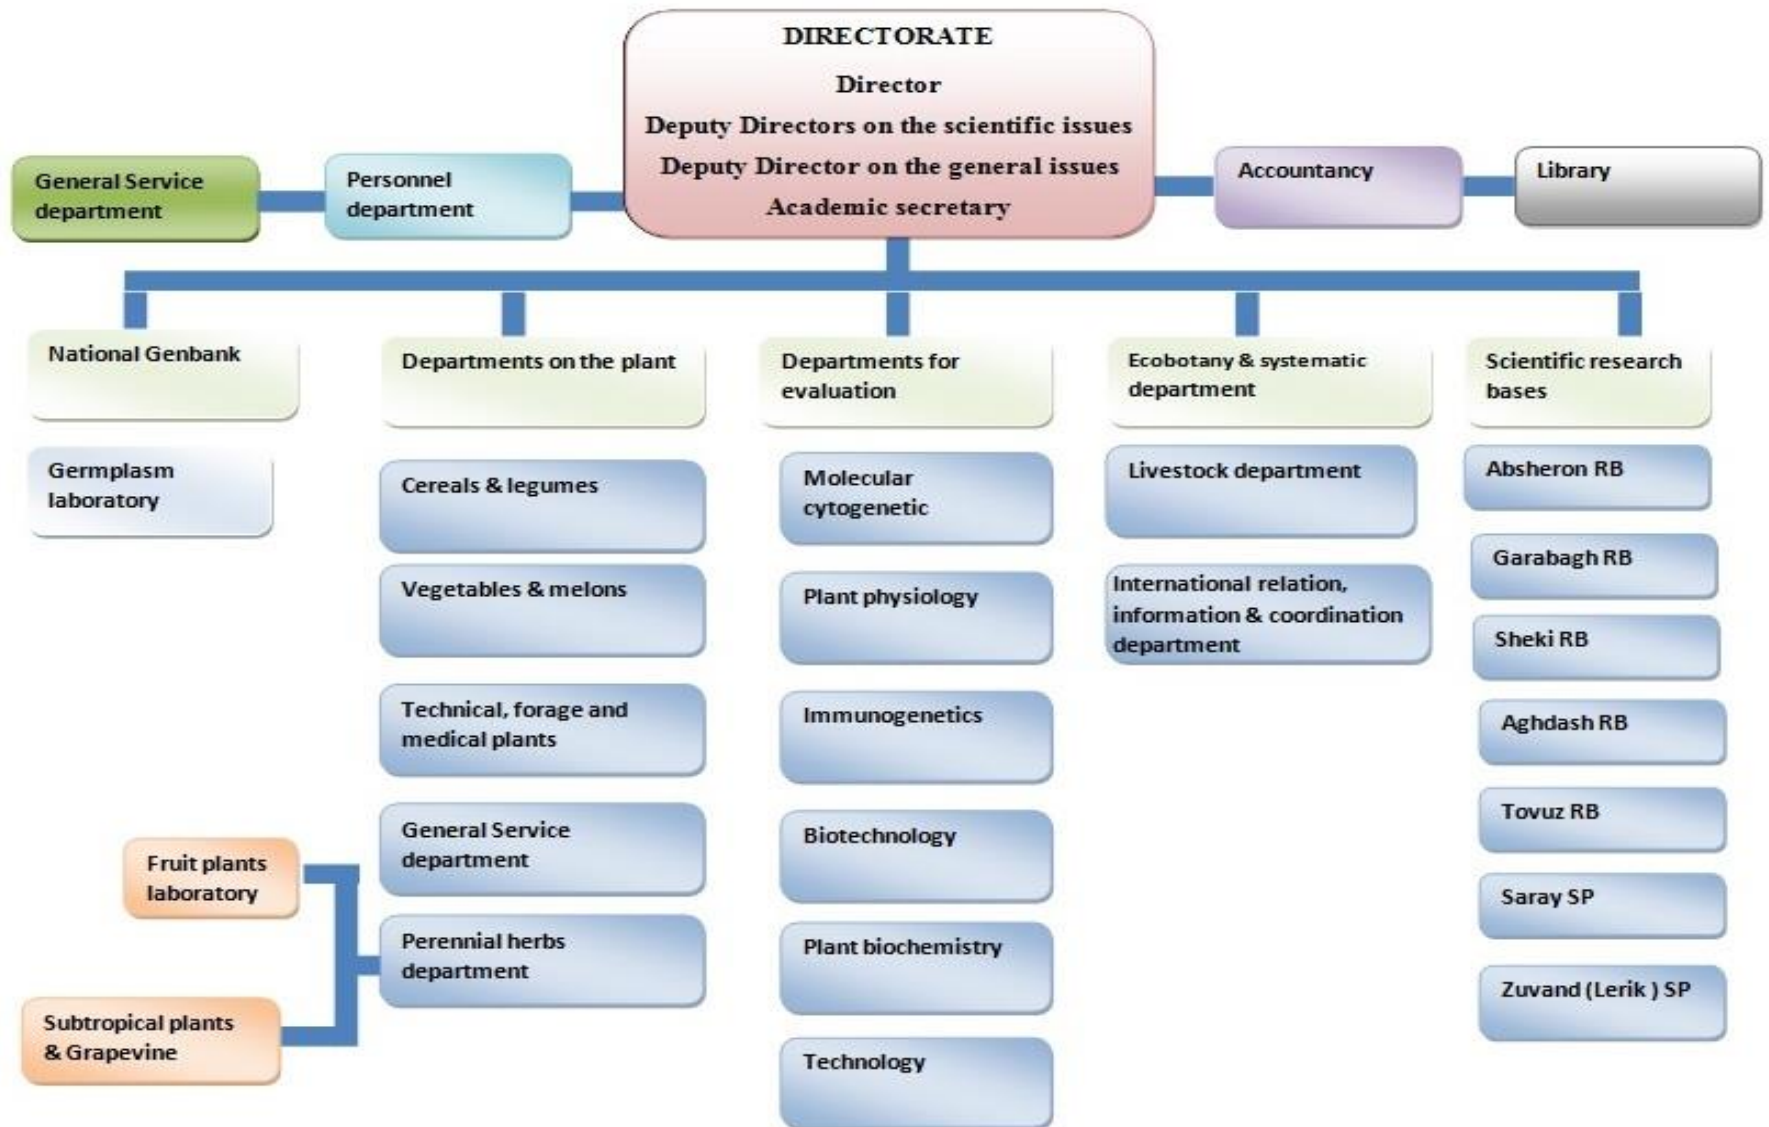 DIRECTORATE
Director
Deputy Directors on the scientific issues
Deputy Director on the general issues
Academic secretary
General Service
department
Personnel
department
Accountancy
Library
National Genbank
Germplasm
laboratory
Departments on the plant
Cereals & legumes
Vegetables & melons
Technical, forage and
medical plants
General Service
department
Perennial herbs
department
Fruit plants
laboratory
Subtropical plants
& Grapevine
Departments for
evaluation
Molecular
cytogenetic
Plant physiology
Immunogenetics
Biotechnology
Plant biochemistry
Technology
Ecobotany & systematic
department
Livestock department
International relation,
information & coordination
department
Scientific research
bases
Absheron RB
Garabagh RB
Sheki RB
Aghdash RB
Tovuz RB
Saray SP
Zuvand (Lerik ) SP